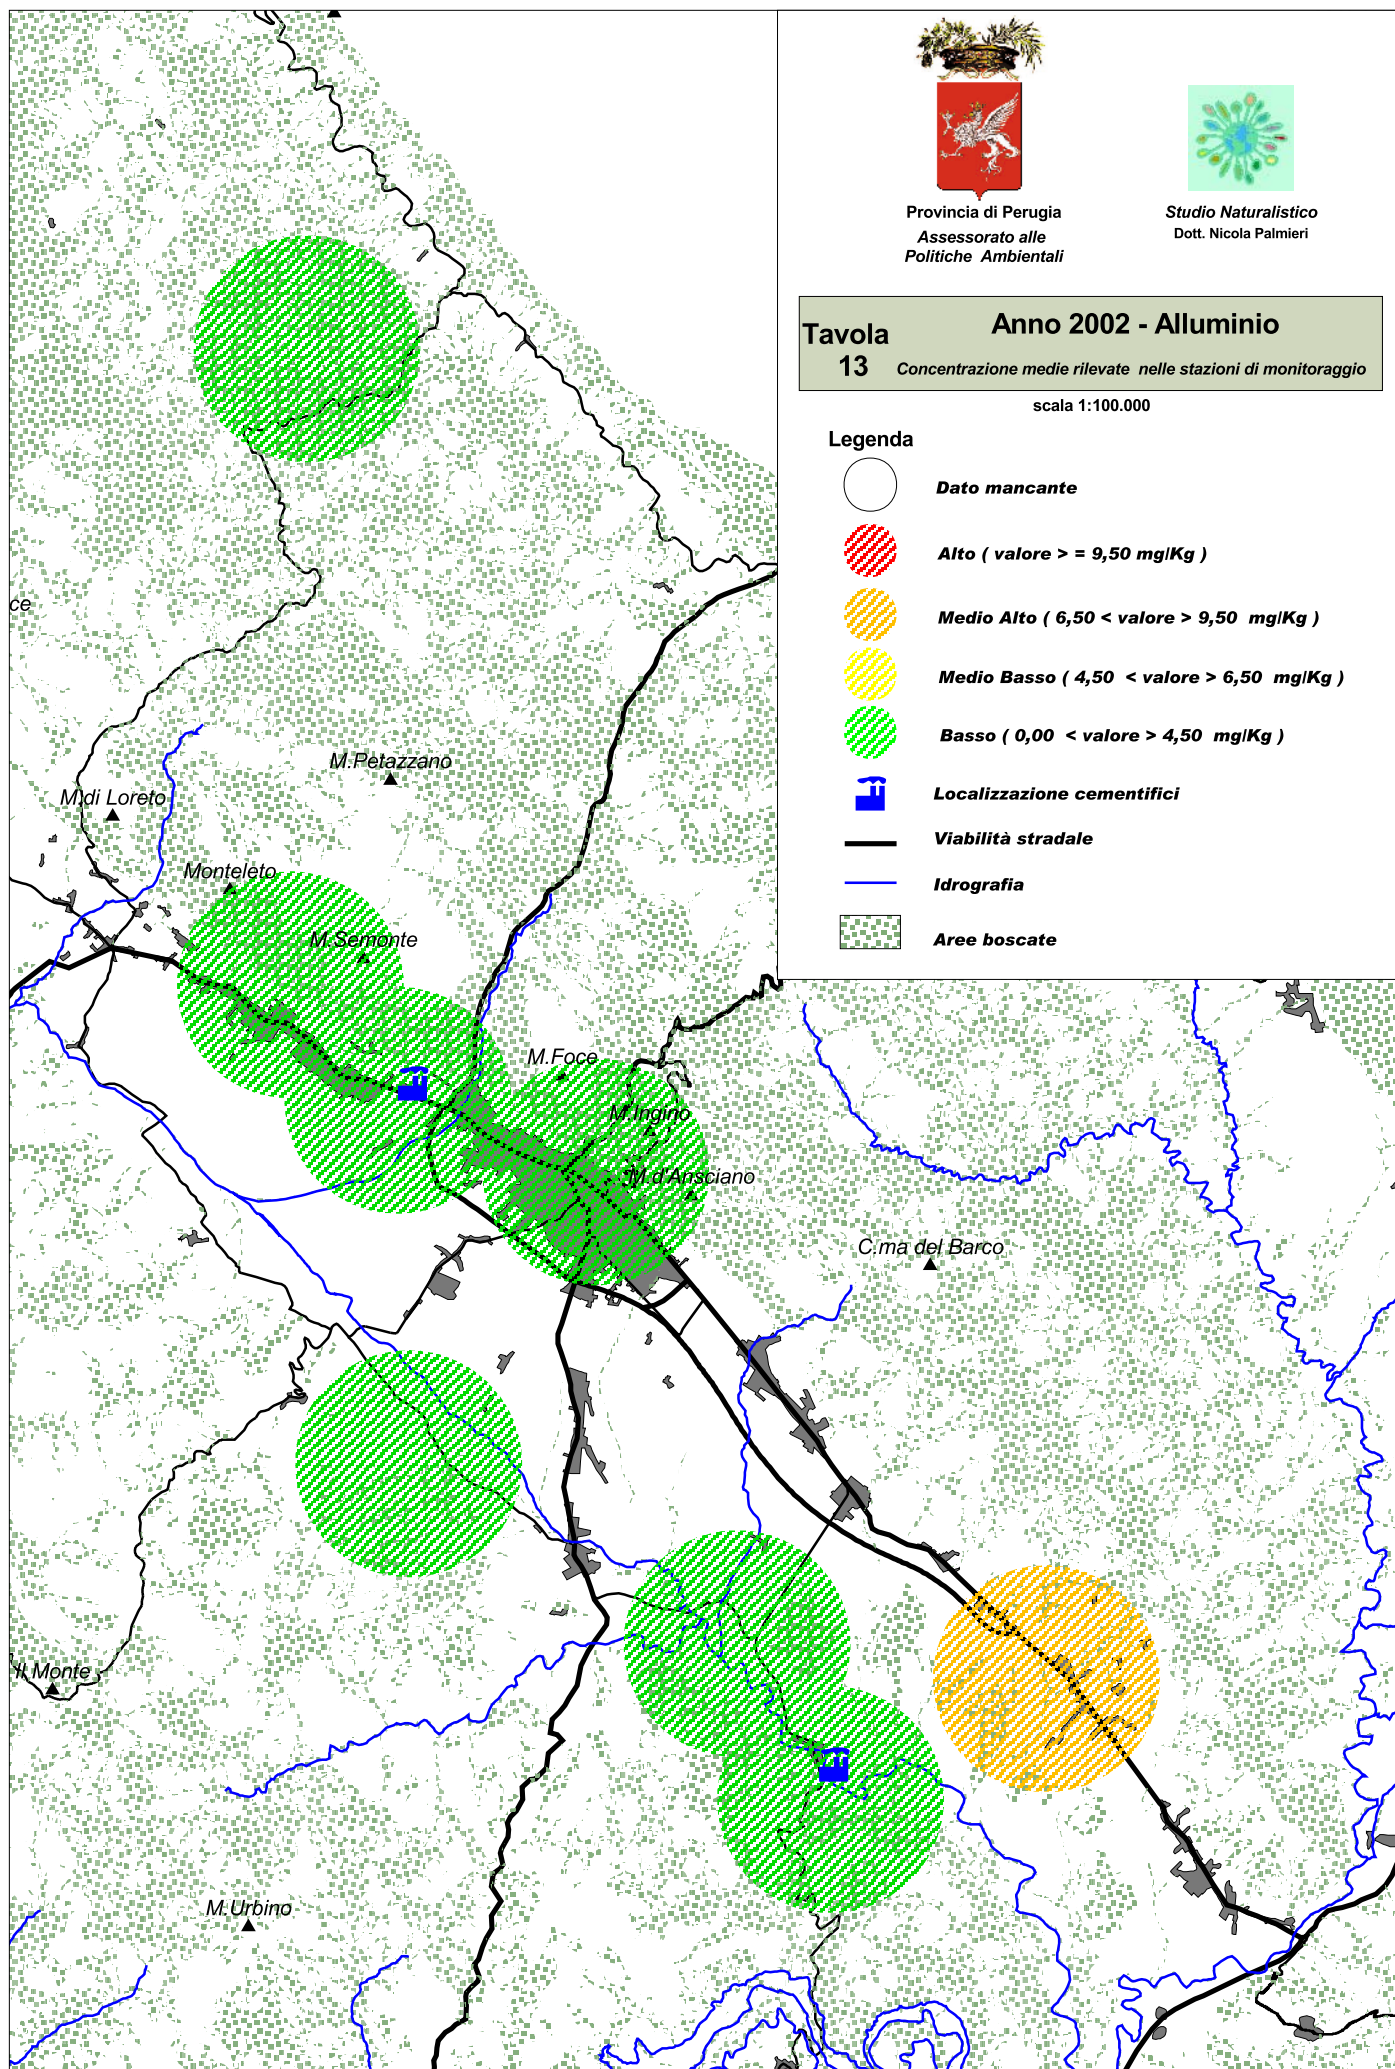 Provincia di Perugia
Assessorato alle
Politiche Ambientali
Studio Naturalistico
Dott. Nicola Palmieri
Tavola
13
Anno 2002 - Alluminio
Concentrazione medie rilevate nelle stazioni di monitoraggio
scala 1:100.000
Legenda
Dato mancante
Alto ( valore > = 9,50 mg/Kg )
Medio Alto ( 6,50 < valore > 9,50 mg/Kg )
Medio Basso ( 4,50 < valore > 6,50 mg/Kg )
Basso ( 0,00 < valore > 4,50 mg/Kg )
Localizzazione cementifici
Viabilità stradale
Idrografia
Aree boscate
ce
M.Petazzano
M.di Loreto
Monteleto
M.Semonte
M.Foce
M.Ingino
M.d'Ansciano
C.ma del Barco
Il Monte
M.Urbino